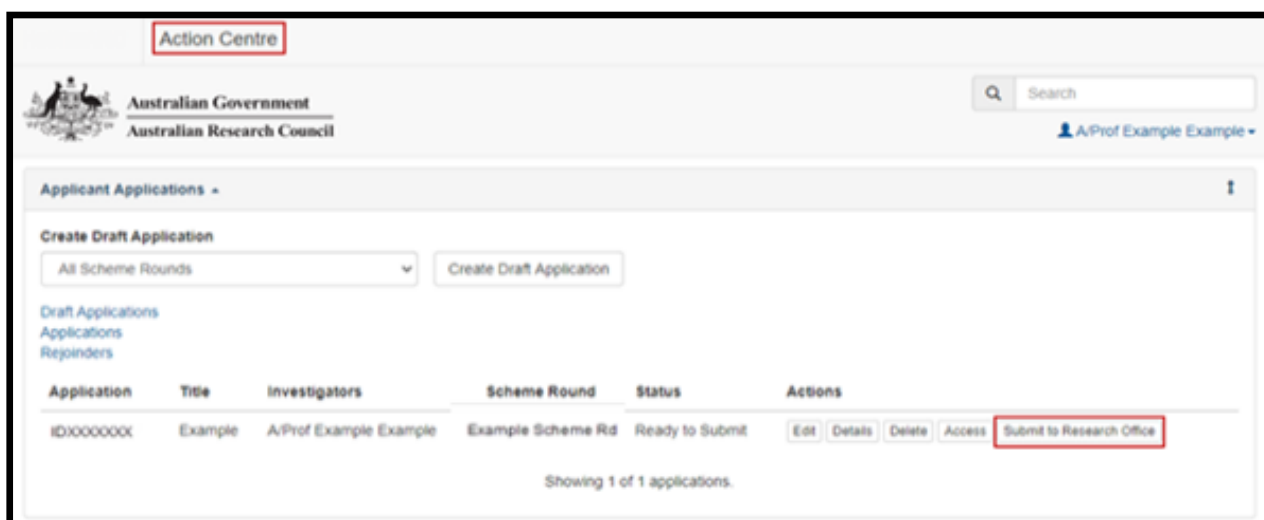 Action Centre
Australian Government
Australian Research Council
Search
A/Prof Example Example
Applicant Applications
Create Draft Application
All Scheme Rounds Create Draft Application
Draft Applications
Applications
Rejoinders
Application Title Investigators Scheme Round Status Actions
IDXXXXXXX Example A/Prof Example Example Example Scheme Rd Ready to Submit Edit Details Delete Access Submit to Research Office
Showing 1 of 1 applications.